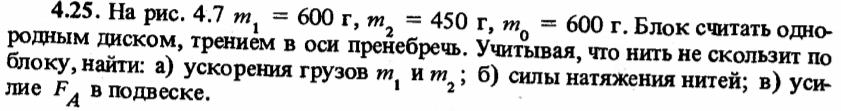 4.25. На рис. 4.7 m₁ = 600 г, m₂ = 450 г, m₀ = 600 г. Блок считать одно-
родным диском, трением в оси пренебречь. Учитывая, что нить не скользит по
блоку, найти: а) ускорения грузов m₁ и m₂; б) силы натяжения нитей; в) уси-
лие F_A в подвеске.